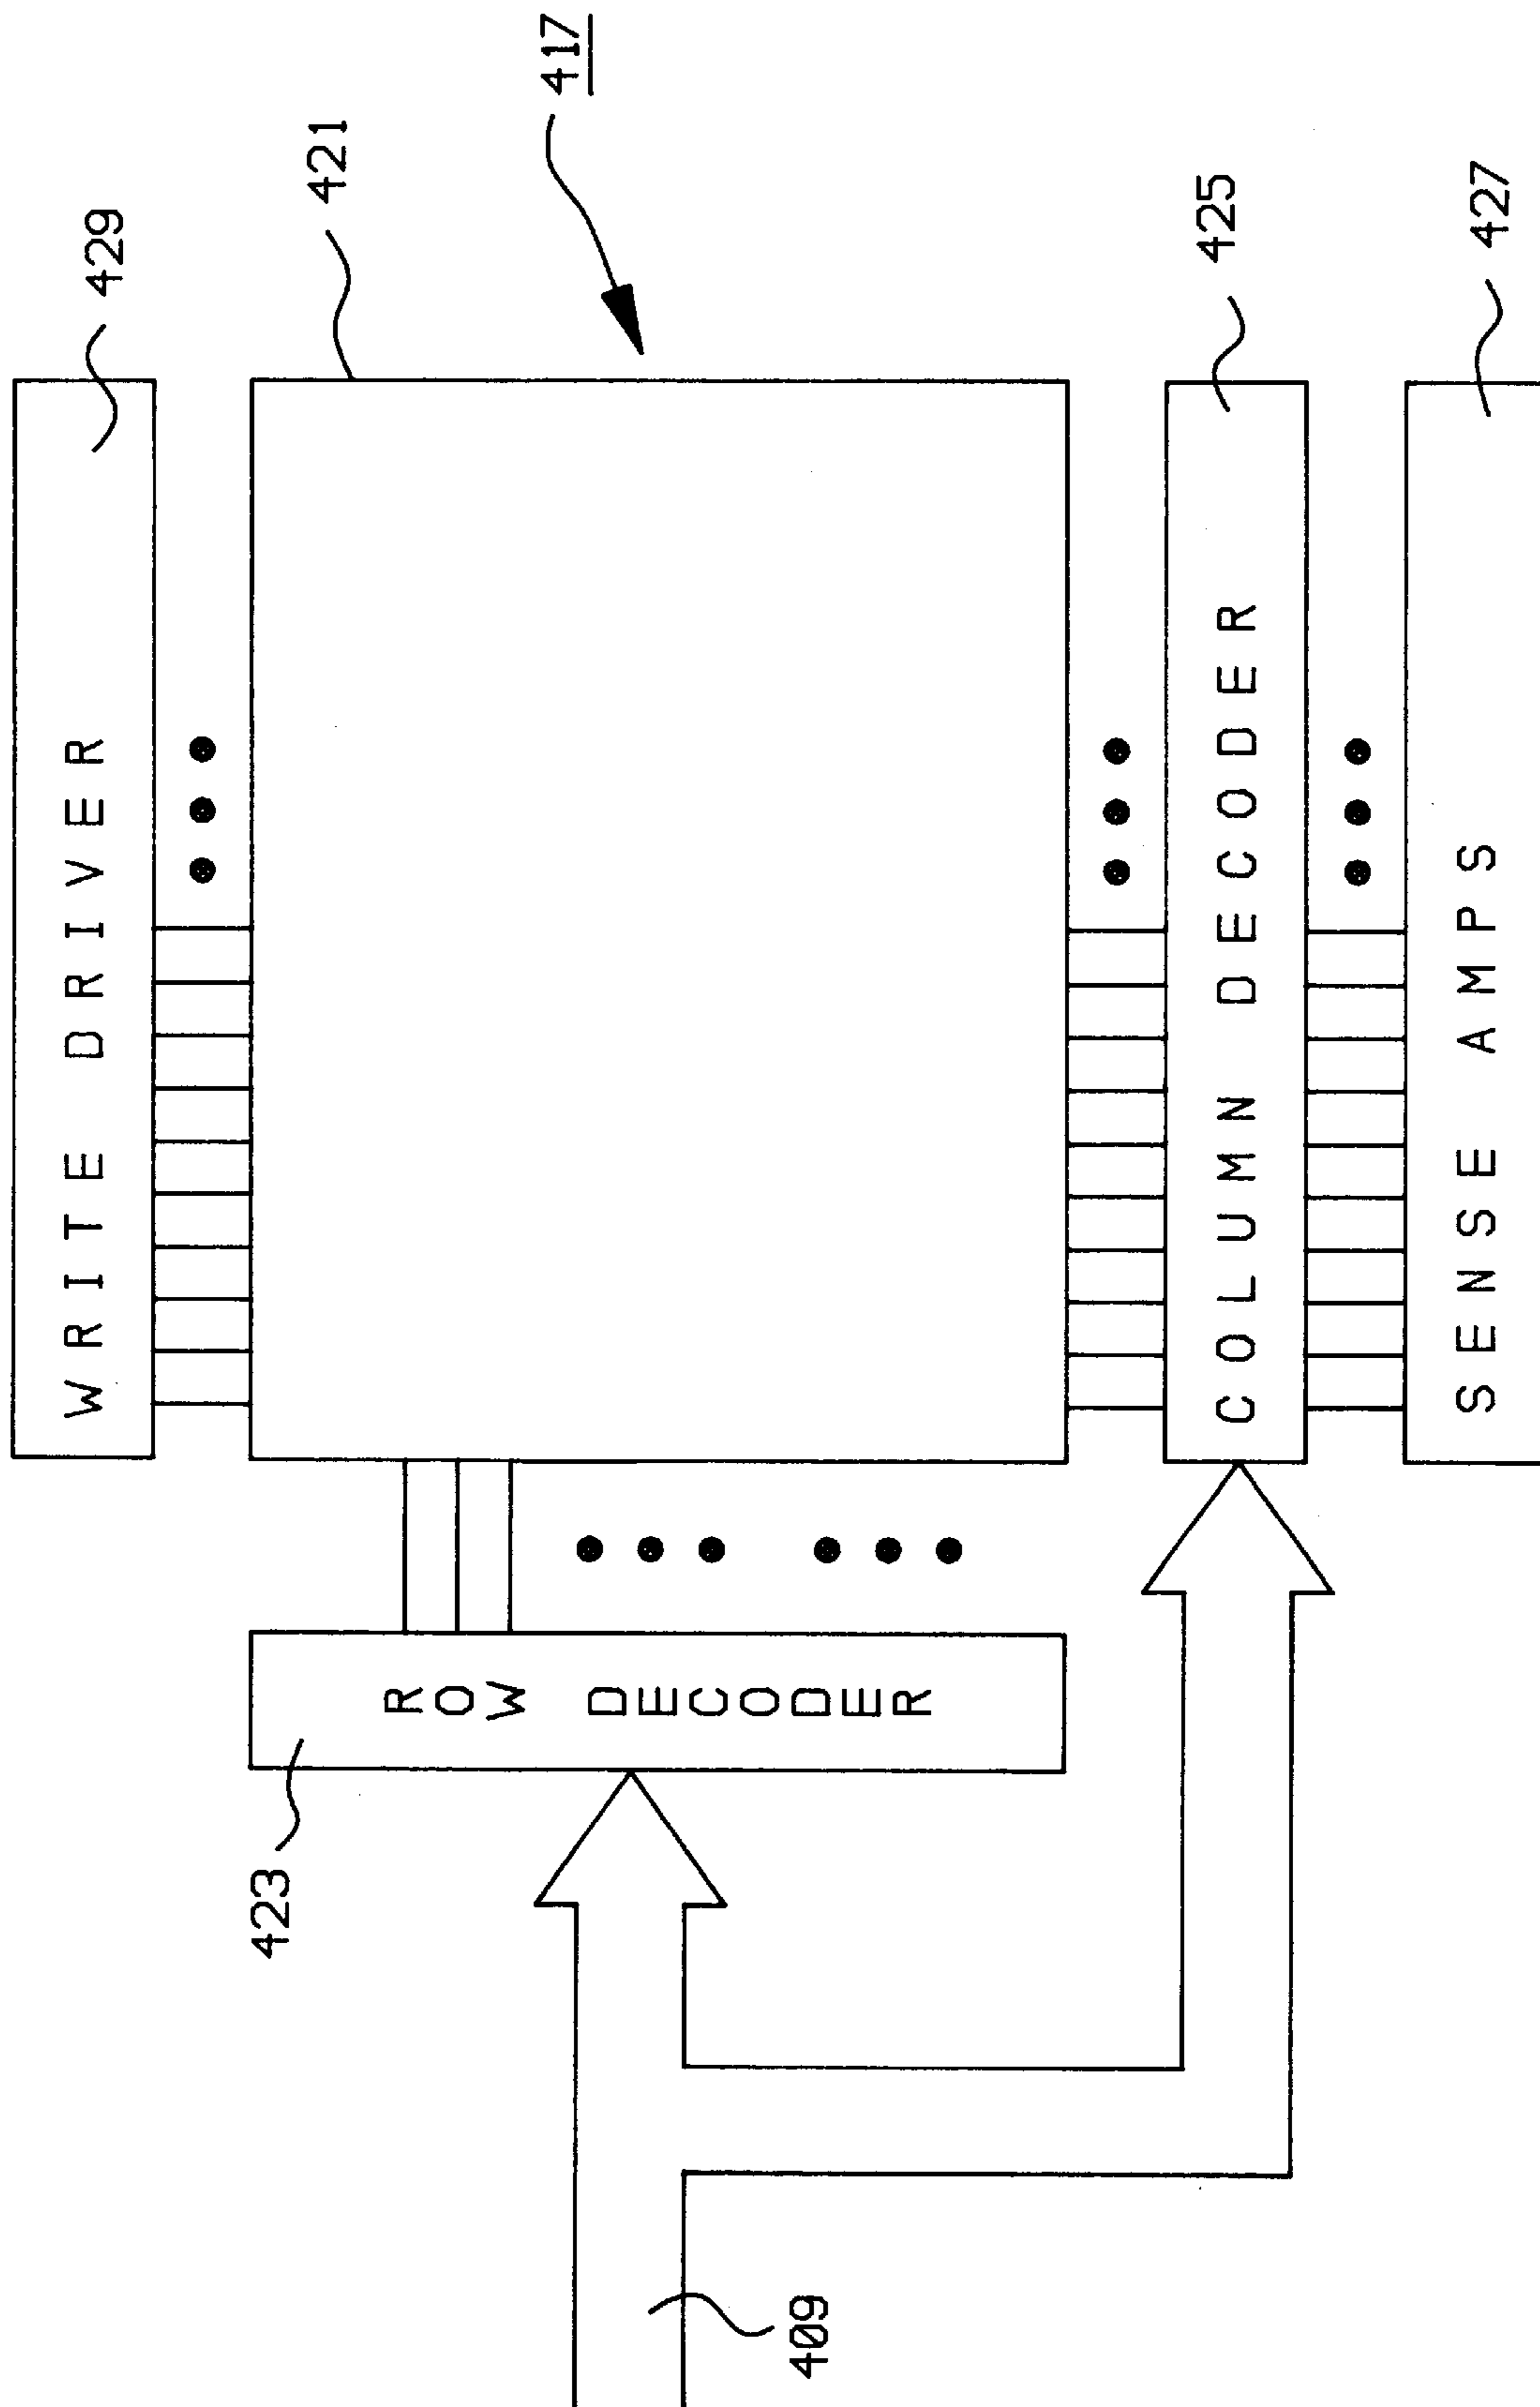 WRITE DRIVER
429
421
417
423
ROW DECODER
409
COLUMN DECODER
425
SENSE AMPS
427